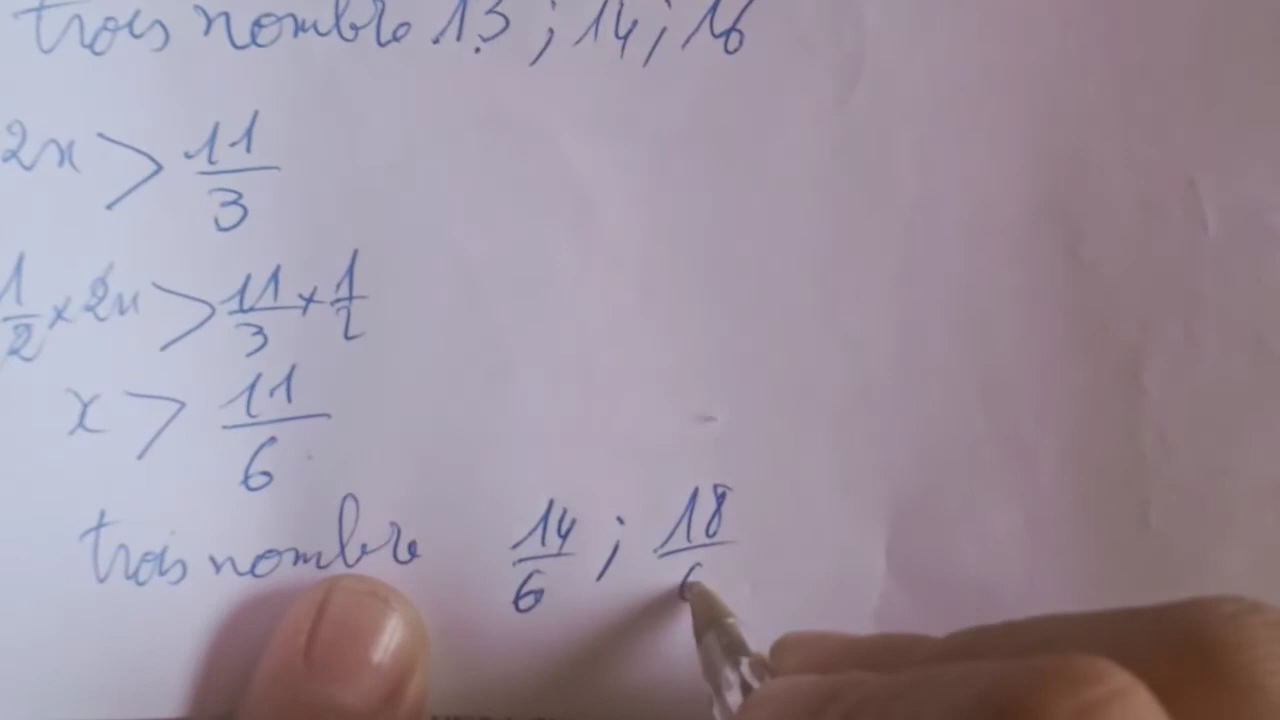 trois nombre 13 ; 14 ; 16
2x > 11/3
1/2 × 2x > 11/3 × 1/2
x > 11/6
trois nombre 14/6 ; 18/6